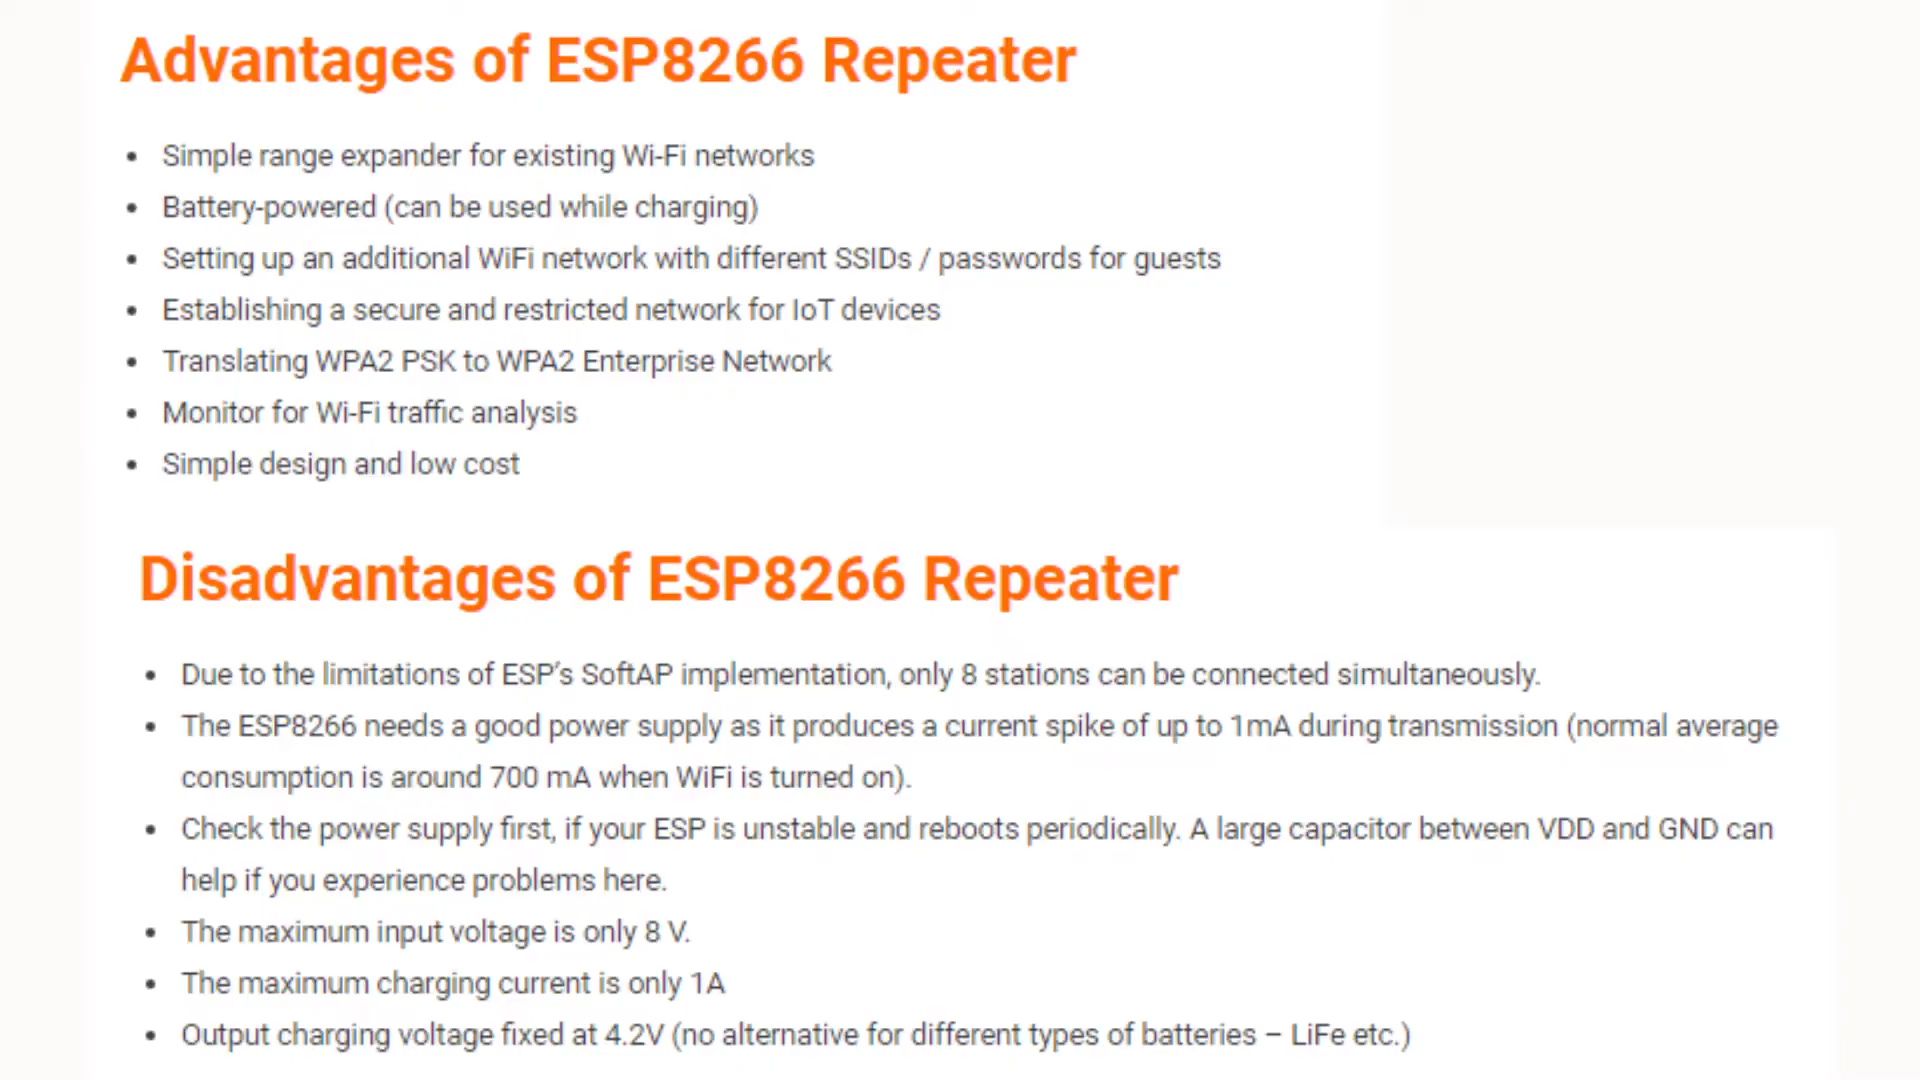 Advantages of ESP8266 Repeater
• Simple range expander for existing Wi-Fi networks
• Battery-powered (can be used while charging)
• Setting up an additional WiFi network with different SSIDs / passwords for guests
• Establishing a secure and restricted network for IoT devices
• Translating WPA2 PSK to WPA2 Enterprise Network
• Monitor for Wi-Fi traffic analysis
• Simple design and low cost
Disadvantages of ESP8266 Repeater
• Due to the limitations of ESP’s SoftAP implementation, only 8 stations can be connected simultaneously.
• The ESP8266 needs a good power supply as it produces a current spike of up to 1mA during transmission (normal average
consumption is around 700 mA when WiFi is turned on).
• Check the power supply first, if your ESP is unstable and reboots periodically. A large capacitor between VDD and GND can
help if you experience problems here.
• The maximum input voltage is only 8 V.
• The maximum charging current is only 1A
• Output charging voltage fixed at 4.2V (no alternative for different types of batteries – LiFe etc.)